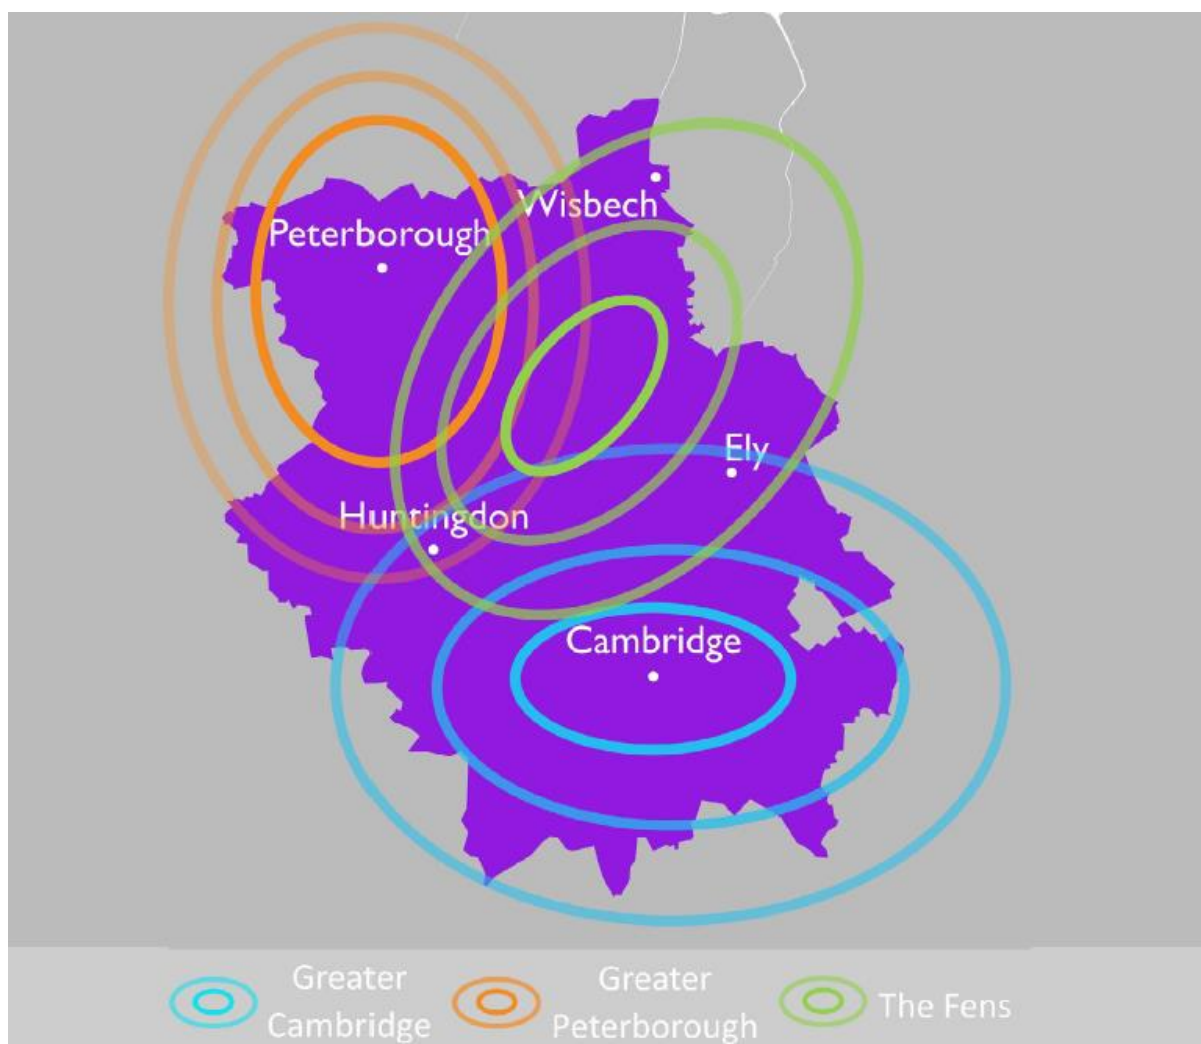 Wisbech
Peterborough
Ely
Huntingdon
Cambridge
Greater
Cambridge
Greater
Peterborough
The Fens